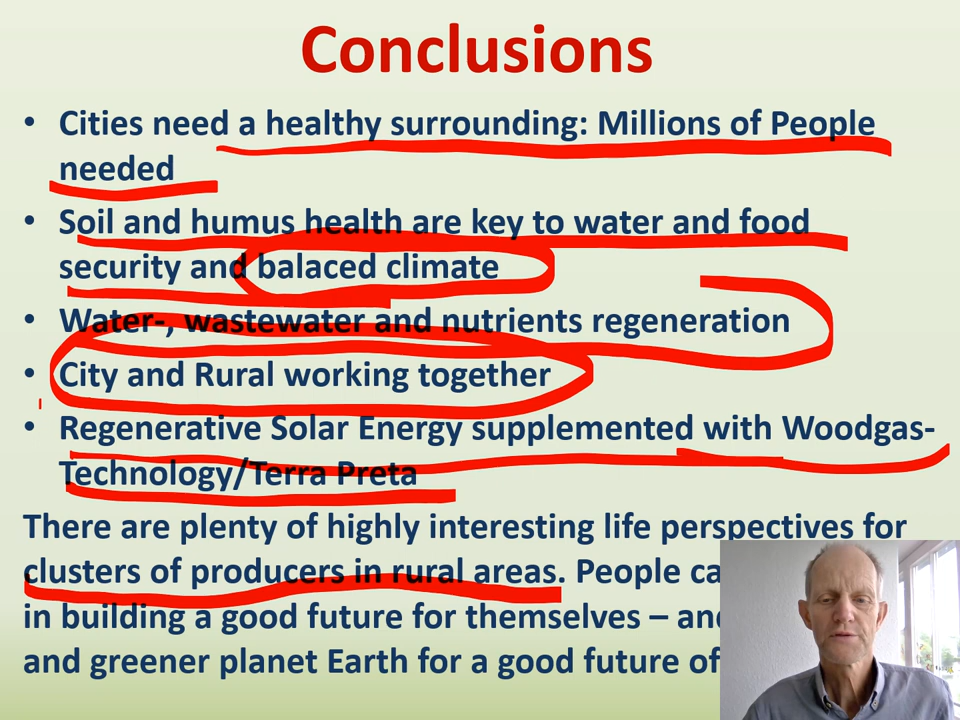 Conclusions
• Cities need a healthy surrounding: Millions of People
needed
• Soil and humus health are key to water and food
security and balaced climate
• Water-, wastewater and nutrients regeneration
• City and Rural working together
• Regenerative Solar Energy supplemented with Woodgas-
Technology/Terra Preta
There are plenty of highly interesting life perspectives for
clusters of producers in rural areas. People
in building a good future for themselves –
and greener planet Earth for a good future of